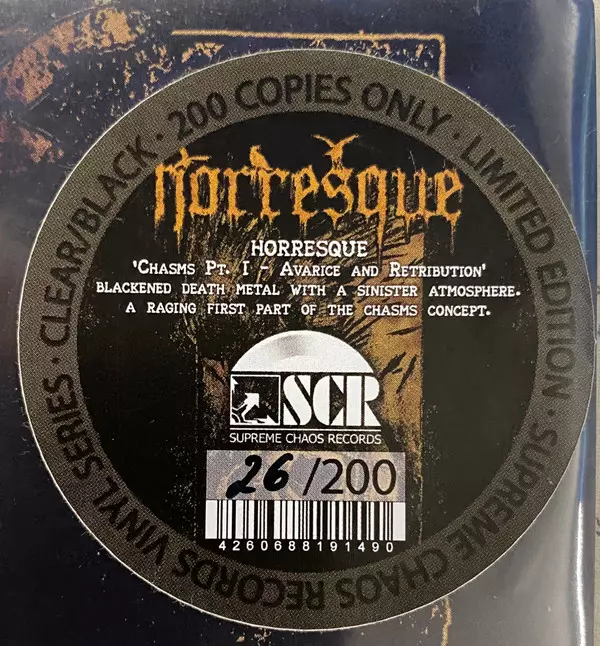 CLEAR/BLACK · 200 COPIES ONLY · LIMITED EDITION · SUPREME CHAOS RECORDS VINYL SERIES ·
horresque
HORRESQUE
'Chasms Pt. I - Avarice and Retribution'
blackened death metal with a sinister atmosphere.
a raging first part of the chasms concept.
SCR
SUPREME CHAOS RECORDS
26/200
4260688191490